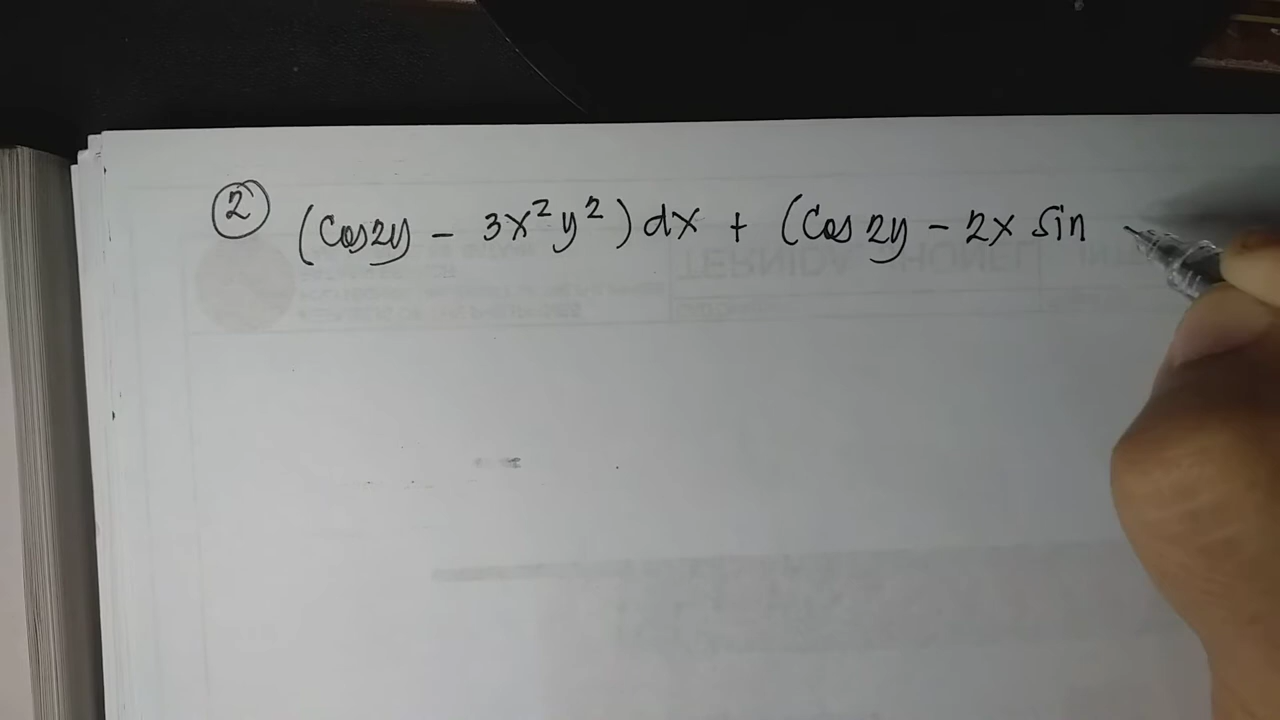 ② (Cos2y - 3x²y²) dx + (Cos 2y - 2x Sin